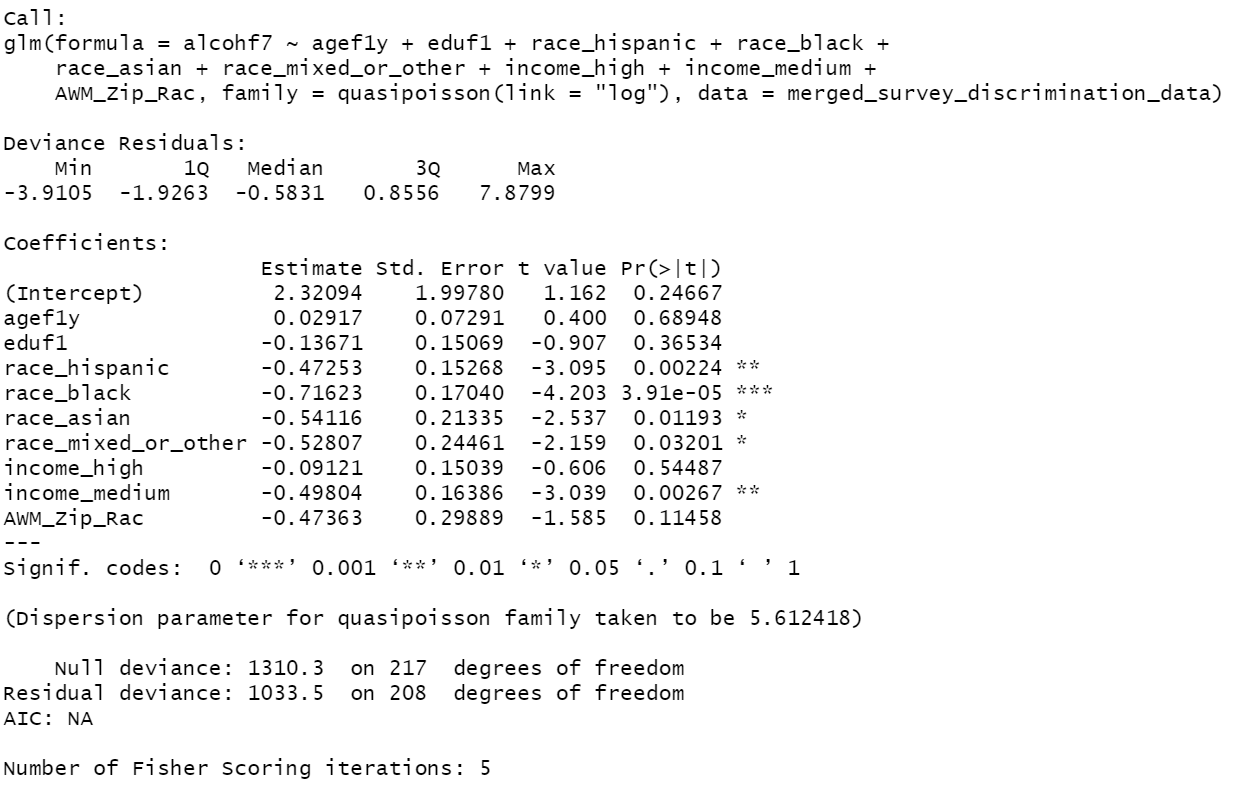 Call:
glm(formula = alcohf7 ~ agef1y + eduf1 + race_hispanic + race_black +
    race_asian + race_mixed_or_other + income_high + income_medium +
    AWM_Zip_Rac, family = quasipoisson(link = "log"), data = merged_survey_discrimination_data)

Deviance Residuals:
    Min       1Q   Median       3Q      Max
-3.9105  -1.9263  -0.5831   0.8556   7.8799

Coefficients:
                    Estimate Std. Error t value Pr(>|t|)
(Intercept)          2.32094    1.99780   1.162  0.24667
agef1y               0.02917    0.07291   0.400  0.68948
eduf1               -0.13671    0.15069  -0.907  0.36534
race_hispanic       -0.47253    0.15268  -3.095  0.00224 **
race_black          -0.71623    0.17040  -4.203 3.91e-05 ***
race_asian          -0.54116    0.21335  -2.537  0.01193 *
race_mixed_or_other -0.52807    0.24461  -2.159  0.03201 *
income_high         -0.09121    0.15039  -0.606  0.54487
income_medium       -0.49804    0.16386  -3.039  0.00267 **
AWM_Zip_Rac         -0.47363    0.29889  -1.585  0.11458
---
Signif. codes:  0 ‘***’ 0.001 ‘**’ 0.01 ‘*’ 0.05 ‘.’ 0.1 ‘ ’ 1

(Dispersion parameter for quasipoisson family taken to be 5.612418)

    Null deviance: 1310.3  on 217  degrees of freedom
Residual deviance: 1033.5  on 208  degrees of freedom
AIC: NA

Number of Fisher Scoring iterations: 5